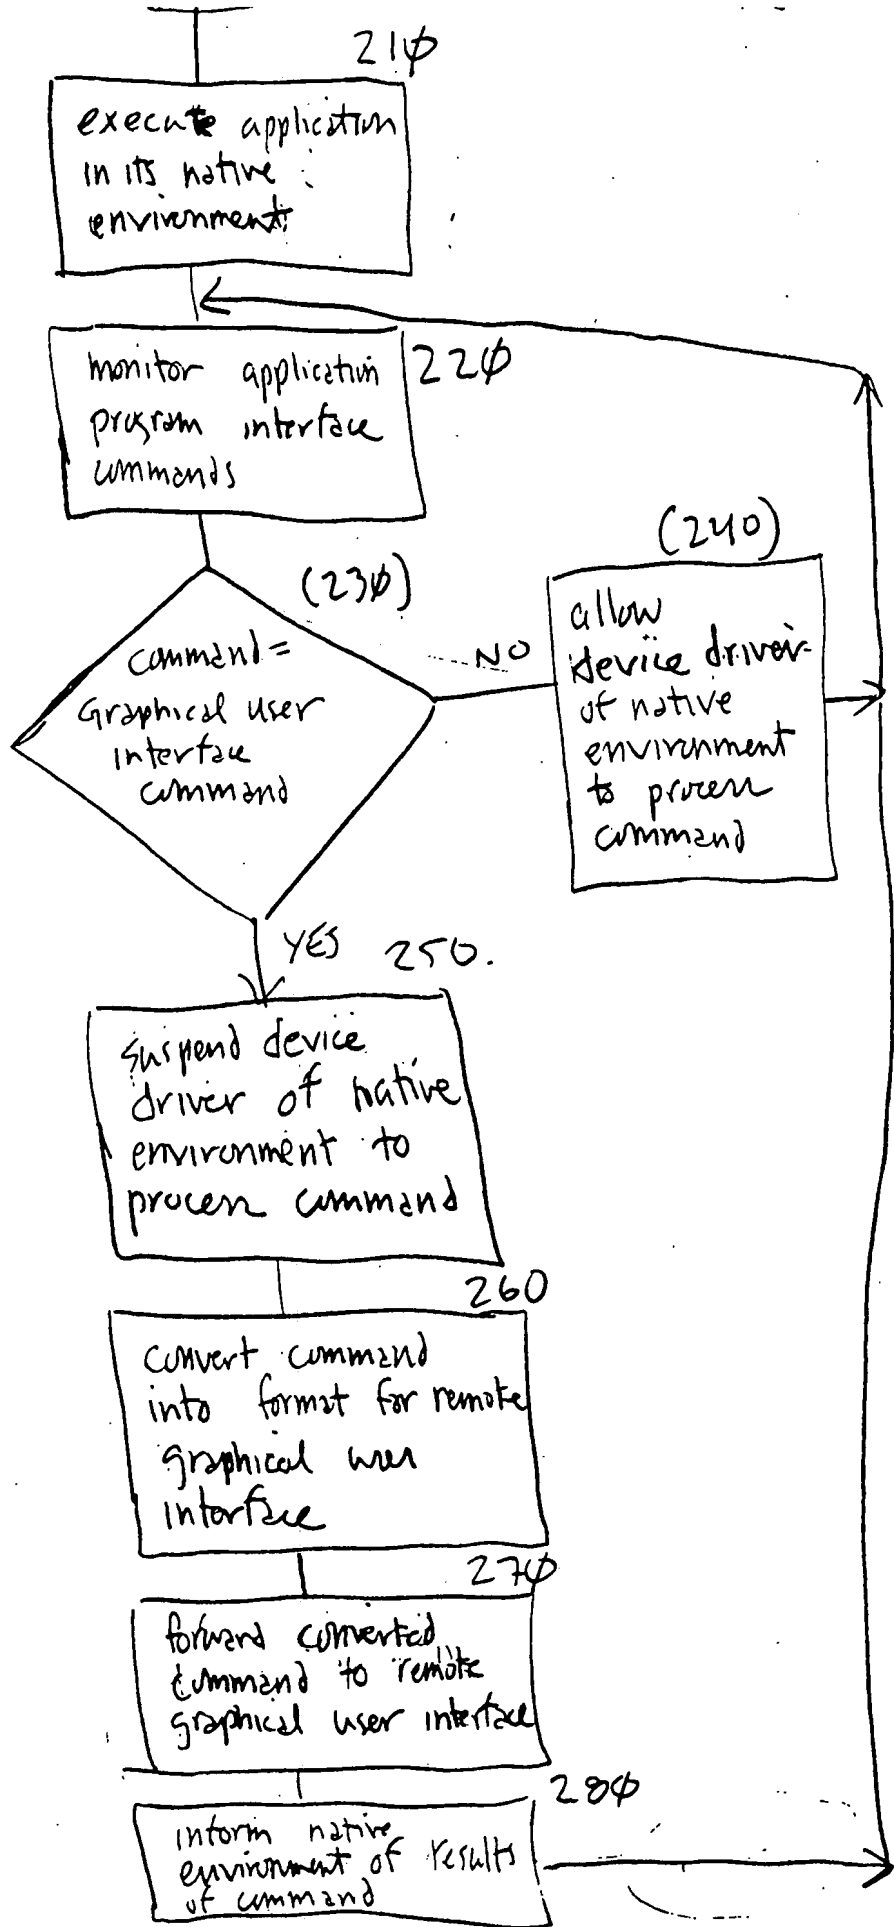 210
execute application
in its native
environment
monitor application
program interface
commands
220
(230)
command =
Graphical user
interface
command
NO
(240)
allow
device driver
of native
environment
to process
command
YES
250.
suspend device
driver of native
environment to
process command
260
convert command
into format for remote
graphical user
interface
270
forward converted
command to remote
graphical user interface
280
inform native
environment of results
of command